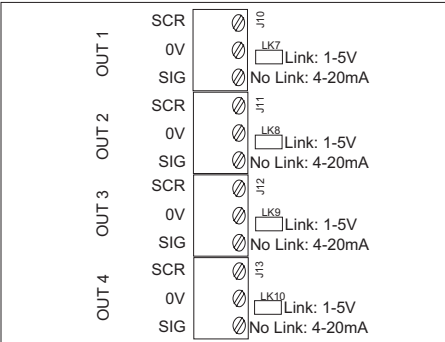 OUT 1
SCR
J10
0V
LK7
Link: 1-5V
SIG
No Link: 4-20mA
OUT 2
SCR
J11
0V
LK8
Link: 1-5V
SIG
No Link: 4-20mA
OUT 3
SCR
J12
0V
LK9
Link: 1-5V
SIG
No Link: 4-20mA
OUT 4
SCR
J13
0V
LK10
Link: 1-5V
SIG
No Link: 4-20mA